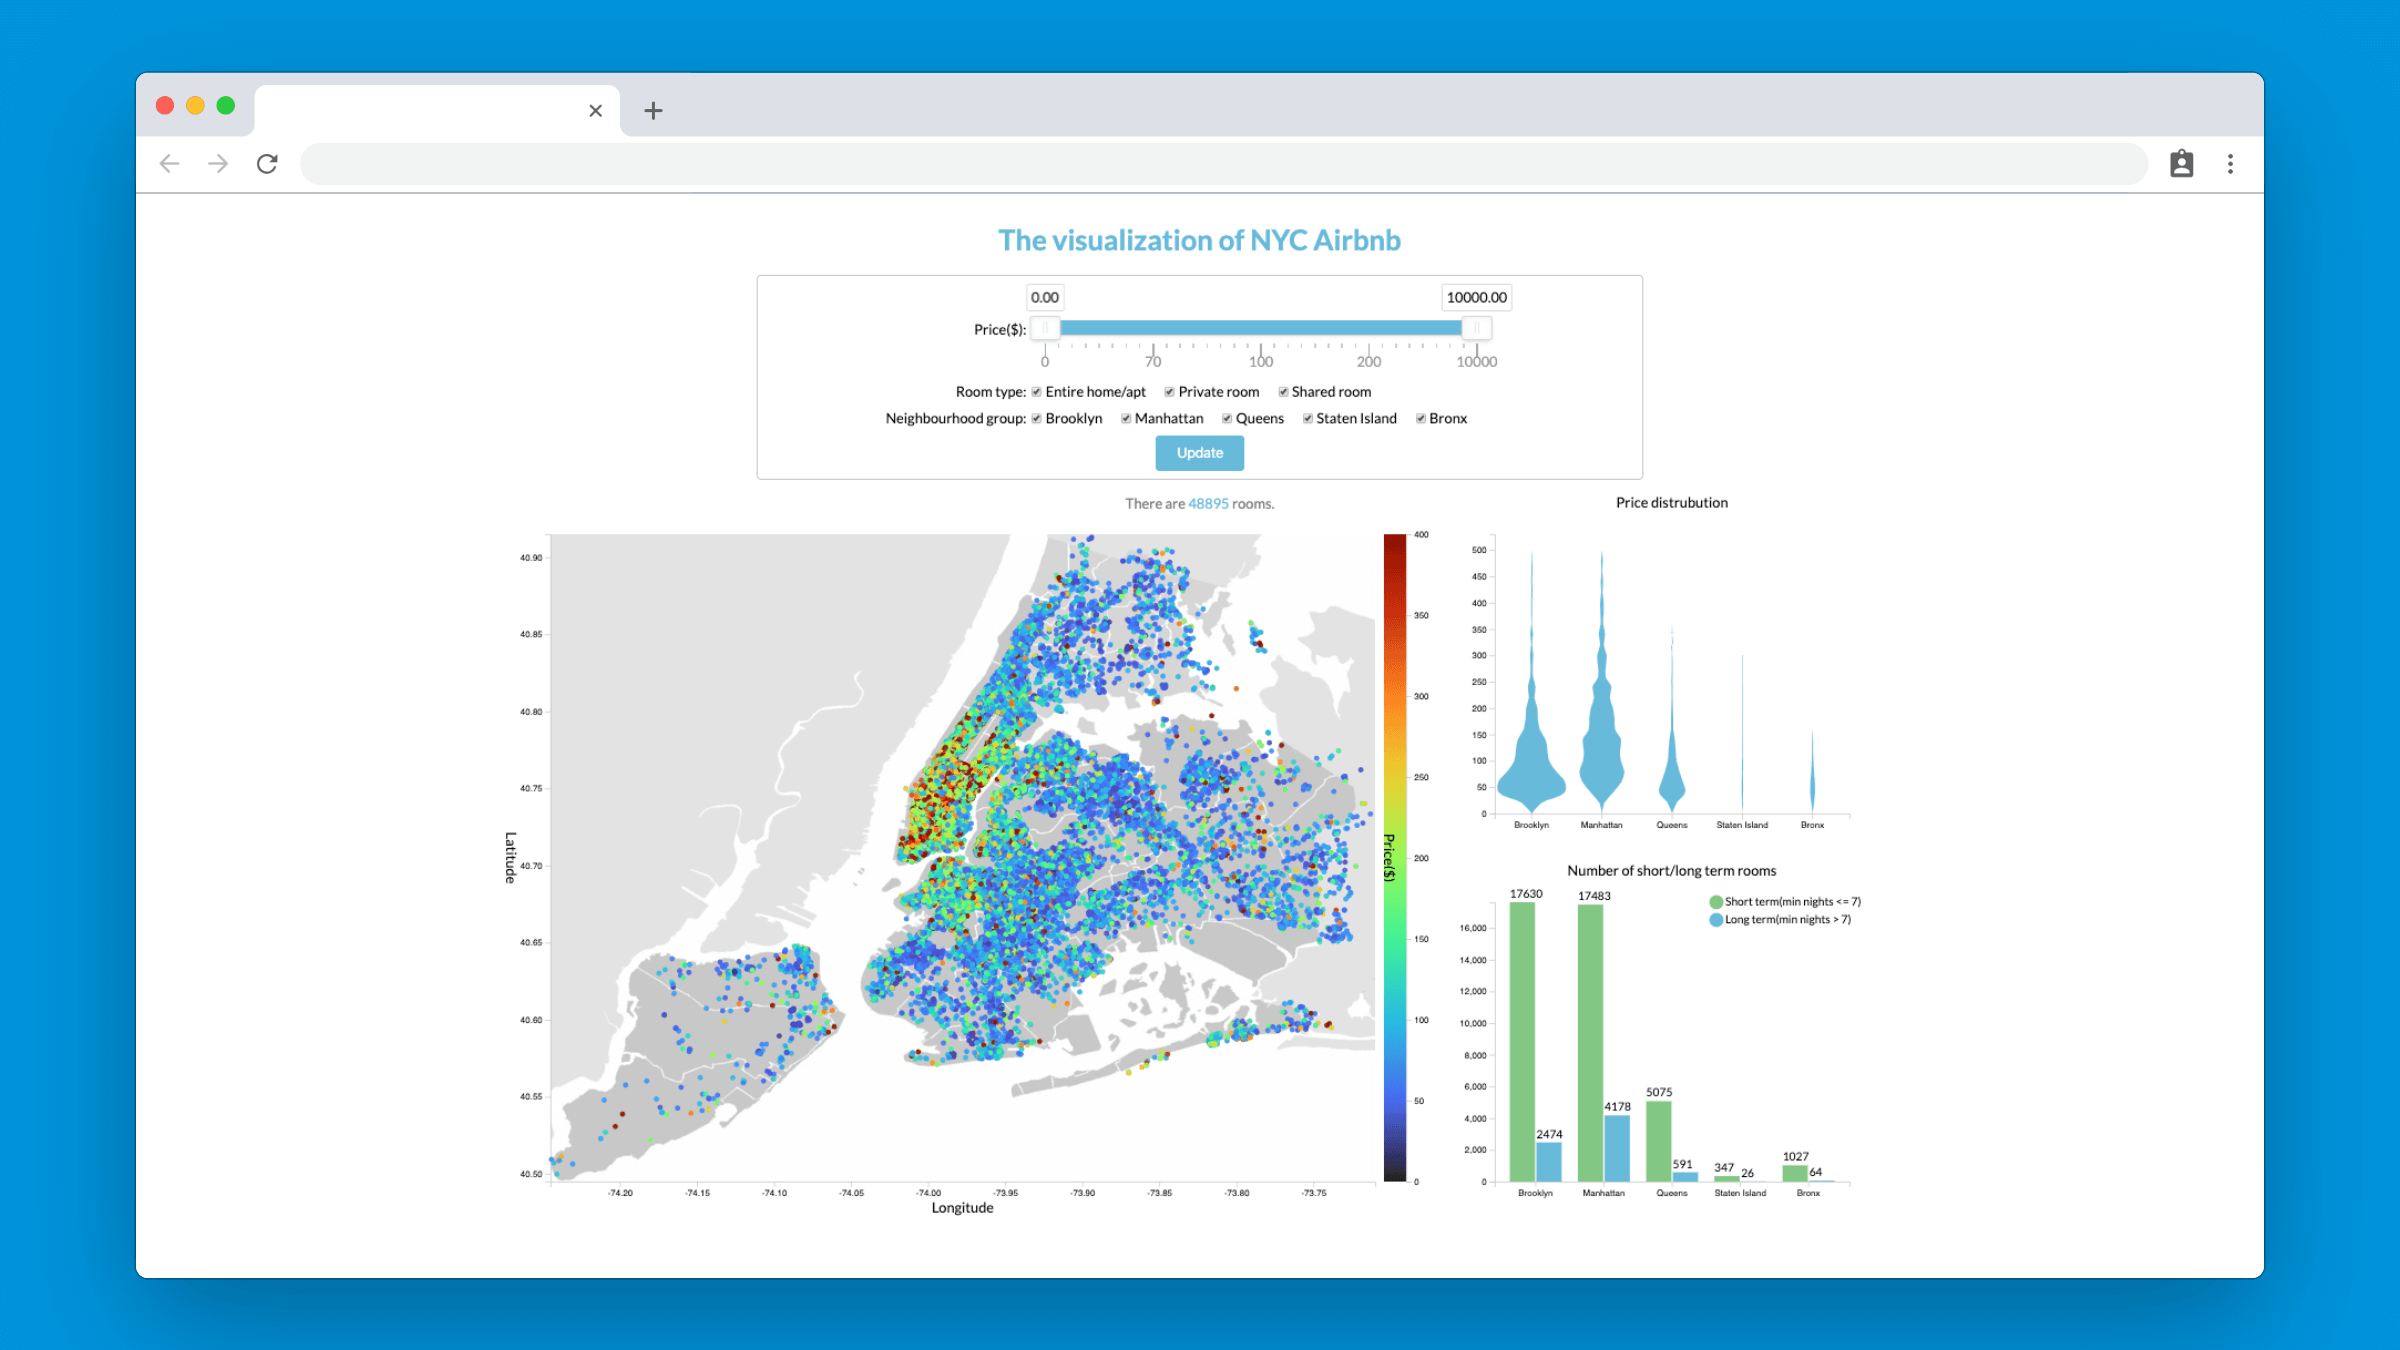 The visualization of NYC Airbnb
0.00 10000.00
Price($):
0 70 100 200 10000
Room type: Entire home/apt Private room Shared room
Neighbourhood group: Brooklyn Manhattan Queens Staten Island Bronx
Update
There are 48895 rooms.
40.90
40.85
40.80
40.75
40.70
40.65
40.60
40.55
40.50
Latitude
-74.20 -74.15 -74.10 -74.05 -74.00 -73.95 -73.90 -73.85 -73.80 -73.75
Longitude
400
350
300
250
200
150
100
50
0
Price($)
Price distrubution
500
450
400
350
300
250
200
150
100
50
0
Brooklyn Manhattan Queens Staten Island Bronx
Number of short/long term rooms
Short term(min nights <= 7)
Long term(min nights > 7)
16,000
14,000
12,000
10,000
8,000
6,000
4,000
2,000
0
17630 2474 17483 4178 5075 591 347 26 1027 64
Brooklyn Manhattan Queens Staten Island Bronx